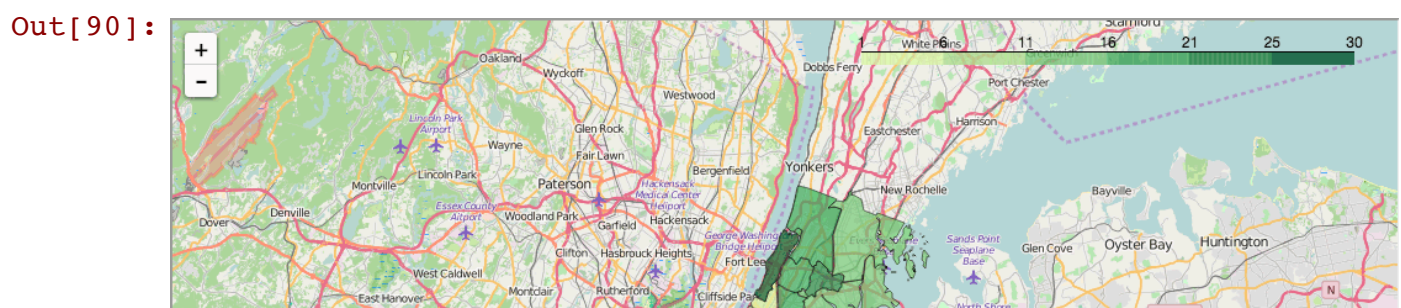 Out[90]:
+
-
Stamford
1 6 11 16 21 25 30
White Plains
Greenwich
Oakland
Dobbs Ferry
Wyckoff
Port Chester
Westwood
Lincoln Park
Airport
Harrison
Glen Rock
Eastchester
Wayne
Fair Lawn
Yonkers
Bergenfield
Lincoln Park
Paterson
Montville
Hackensack
Medical Center
Heliport
New Rochelle
Bayville
Essex County
Airport
Denville
Dover
Woodland Park
Garfield
Hackensack
George Washing
Bridge Heliport
Sands Point
Seaplane
Base
Oyster Bay
Huntington
Glen Cove
Clifton
Hasbrouck Heights
Fort Lee
West Caldwell
N
Montclair
Rutherford
East Hanover
Cliffside Pa
North Shore